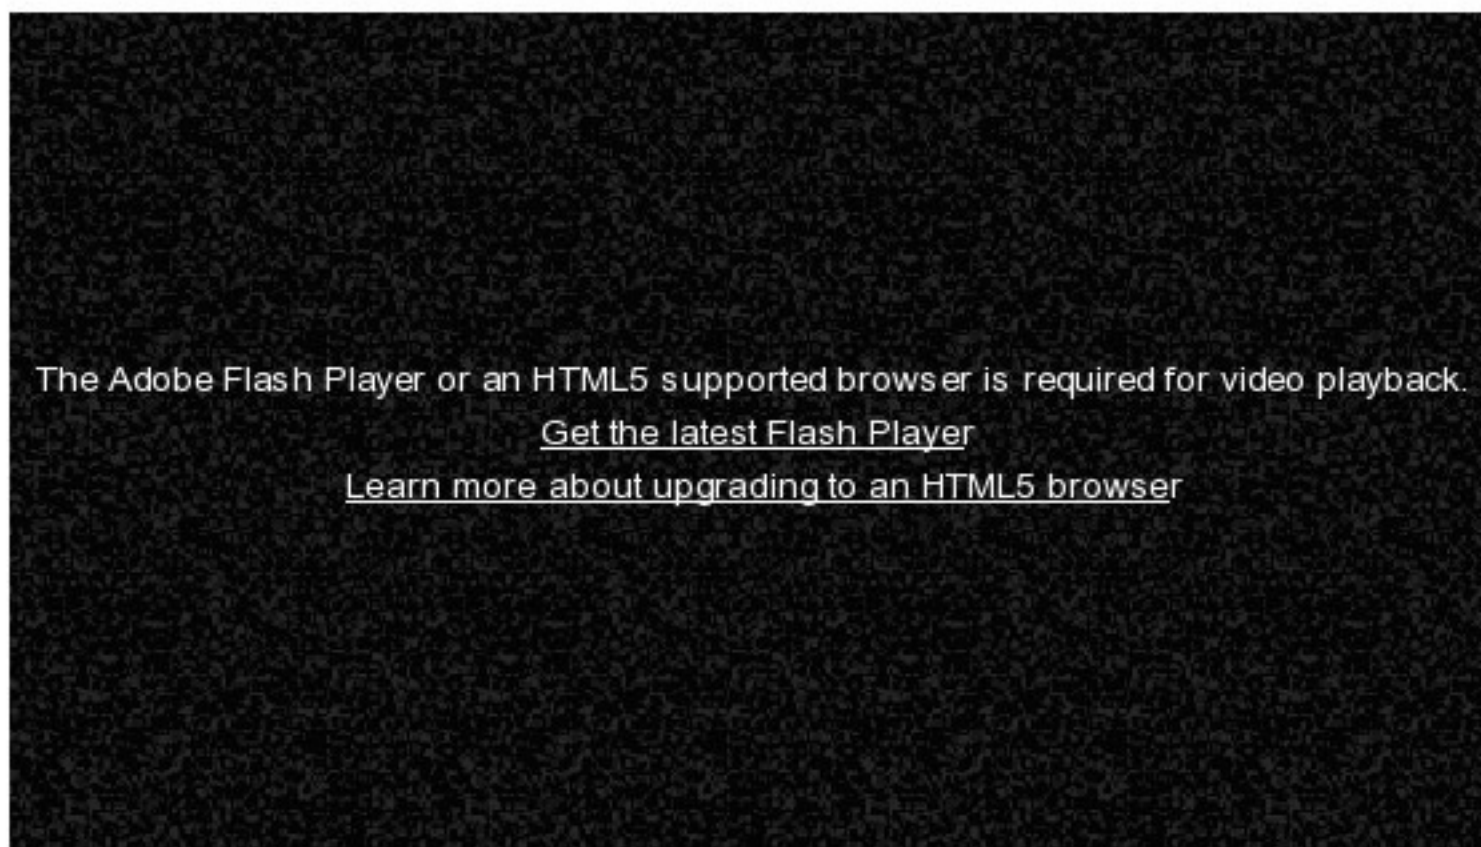 The Adobe Flash Player or an HTML5 supported browser is required for video playback.
Get the latest Flash Player
Learn more about upgrading to an HTML5 browser